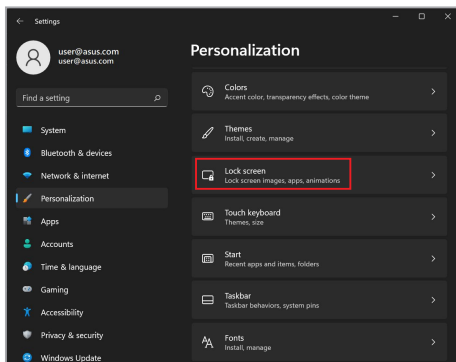 Settings
user@asus.com
user@asus.com
Find a setting
System
Bluetooth & devices
Network & internet
Personalization
Apps
Accounts
Time & language
Gaming
Accessibility
Privacy & security
Windows Update
Personalization
Colors
Accent color, transparency effects, color theme
Themes
Install, create, manage
Lock screen
Lock screen images, apps, animations
Touch keyboard
Themes, size
Start
Recent apps and items, folders
Taskbar
Taskbar behaviors, system pins
Fonts
Install, manage